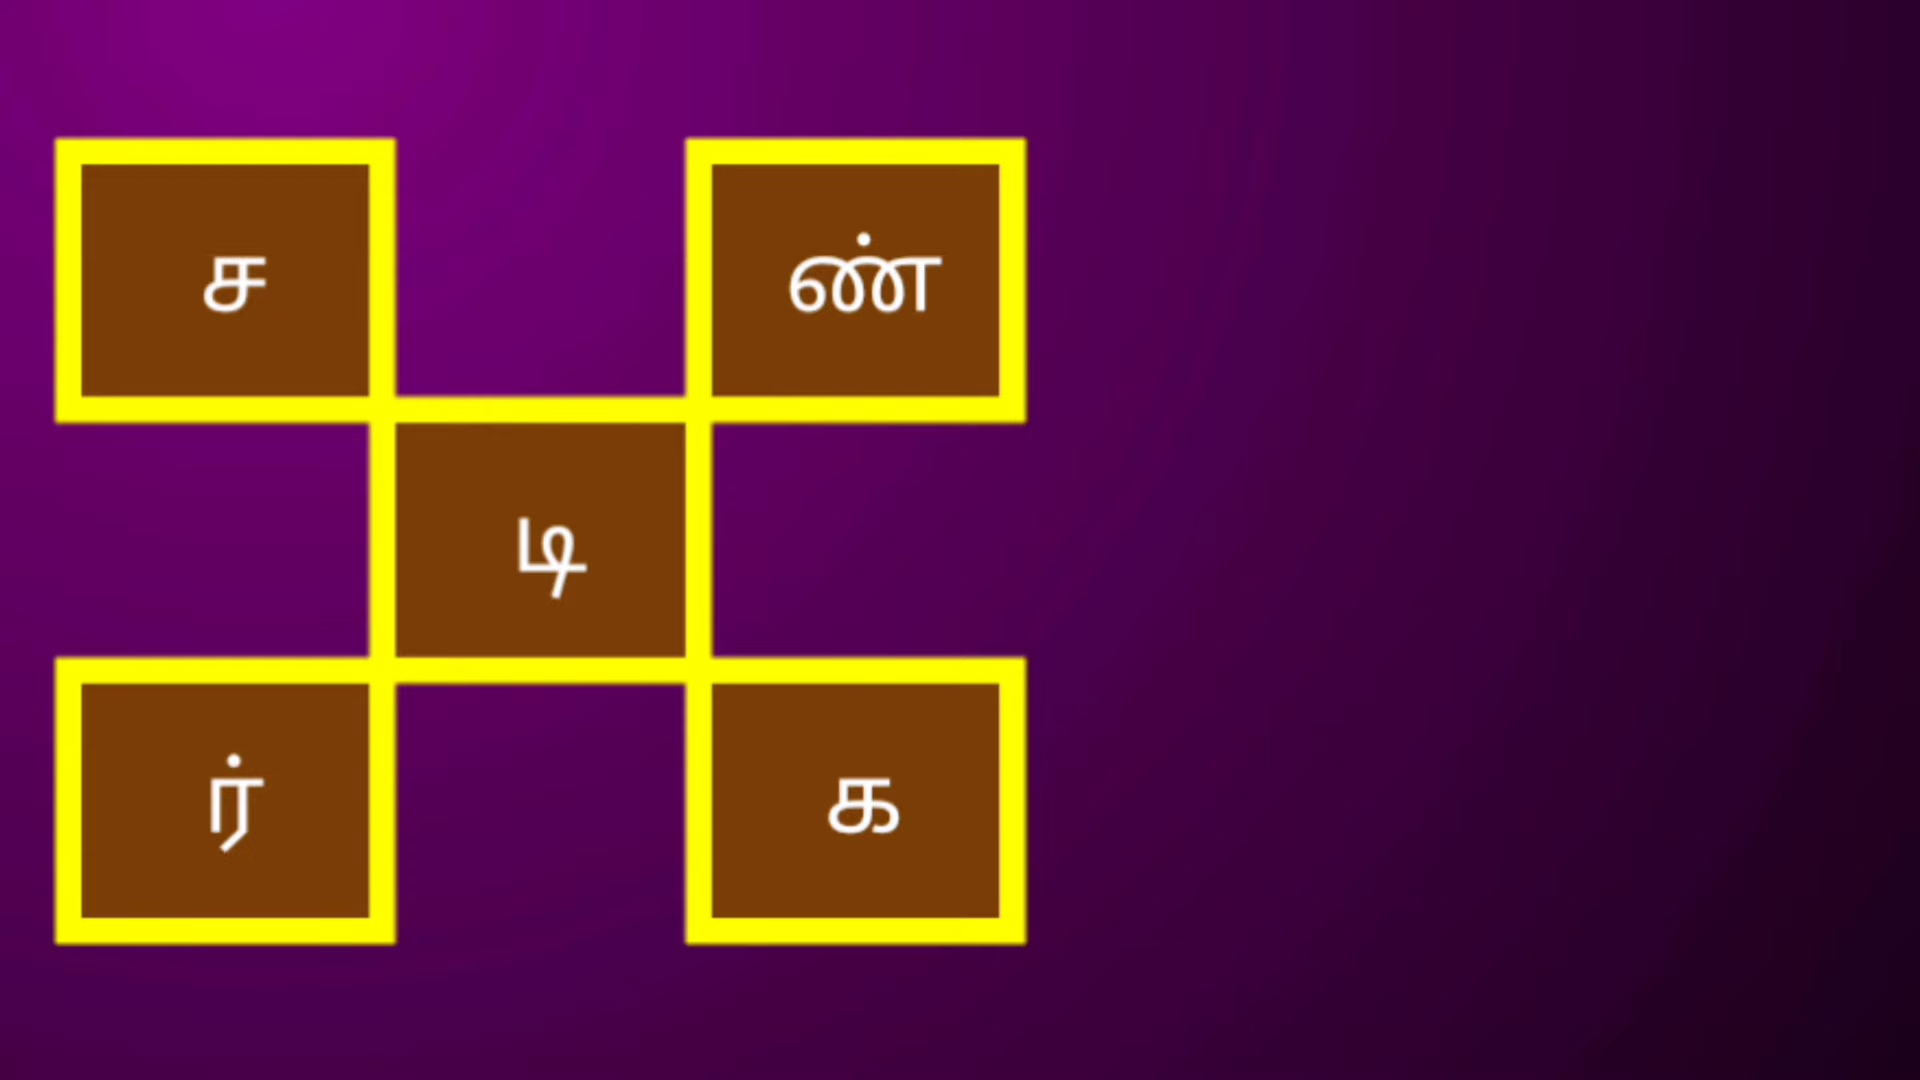 ச ண்
டி
ர் க